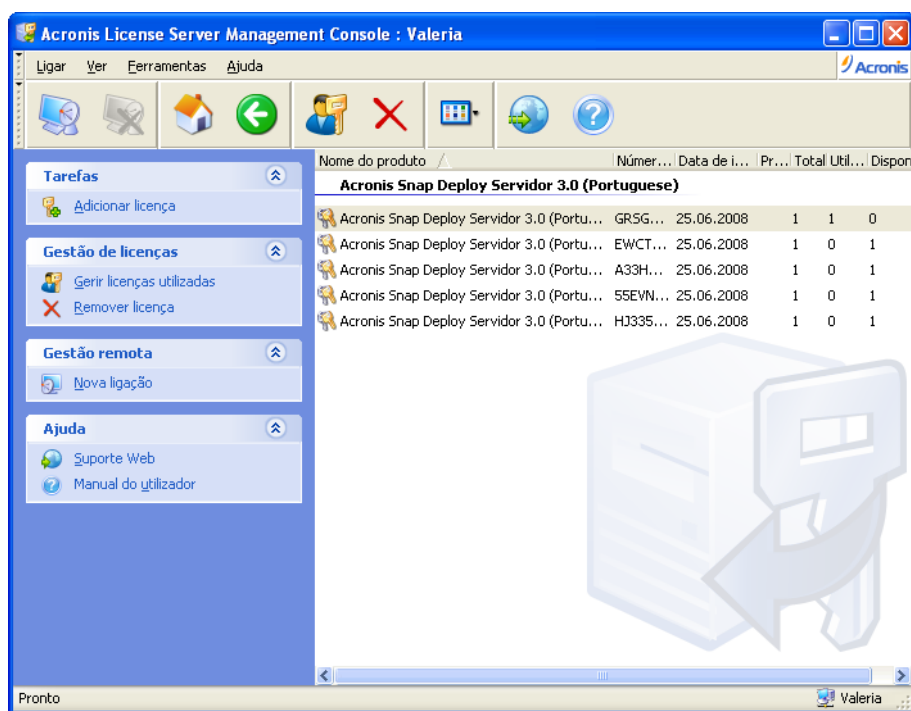 Acronis License Server Management Console : Valeria
Ligar Ver Ferramentas Ajuda
Acronis
Tarefas
Adicionar licença
Gestão de licenças
Gerir licenças utilizadas
Remover licença
Gestão remota
Nova ligação
Ajuda
Suporte Web
Manual do utilizador
Nome do produto Númer... Data de i... Pr... Total Util... Dispon
Acronis Snap Deploy Servidor 3.0 (Portuguese)
Acronis Snap Deploy Servidor 3.0 (Portu... GRSG... 25.06.2008 1 1 0
Acronis Snap Deploy Servidor 3.0 (Portu... EWCT... 25.06.2008 1 0 1
Acronis Snap Deploy Servidor 3.0 (Portu... A33H... 25.06.2008 1 0 1
Acronis Snap Deploy Servidor 3.0 (Portu... 55EVN... 25.06.2008 1 0 1
Acronis Snap Deploy Servidor 3.0 (Portu... HJ335... 25.06.2008 1 0 1
Pronto
Valeria